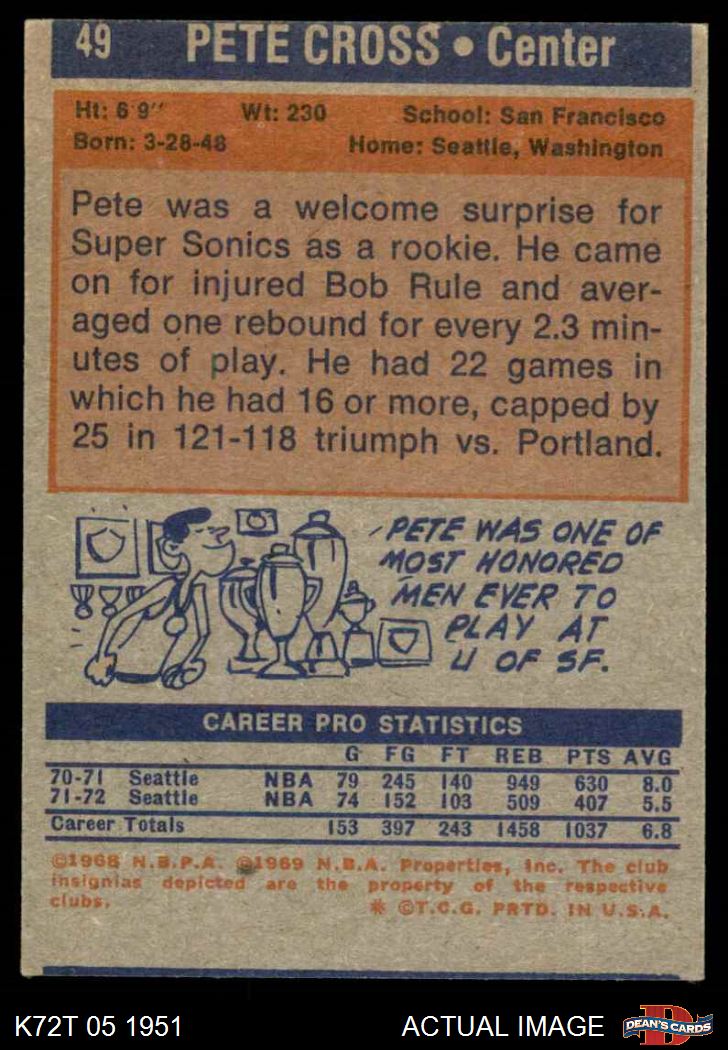 49 PETE CROSS • Center
Ht: 6'9" Wt: 230 School: San Francisco
Born: 3-28-48 Home: Seattle, Washington
Pete was a welcome surprise for
Super Sonics as a rookie. He came
on for injured Bob Rule and aver-
aged one rebound for every 2.3 min-
utes of play. He had 22 games in
which he had 16 or more, capped by
25 in 121-118 triumph vs. Portland.
PETE WAS ONE OF
MOST HONORED
MEN EVER TO
PLAY AT
U OF SF.
CAREER PRO STATISTICS
G FG FT REB PTS AVG
70-71 Seattle NBA 79 245 140 949 630 8.0
71-72 Seattle NBA 74 152 103 509 407 5.5
Career Totals 153 397 243 1458 1037 6.8
©1968 N.B.P.A. ©1969 N.B.A. Properties, Inc. The club
insignias depicted are the property of the respective
clubs. * ©T.C.G. PRTD. IN U.S.A.
K72T 05 1951 ACTUAL IMAGE D DEAN'S CARDS